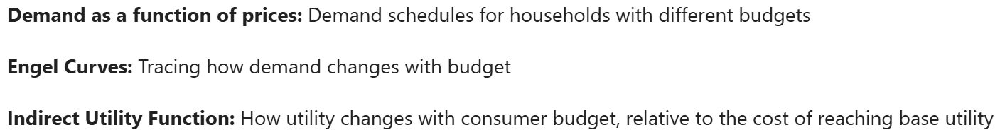 Demand as a function of prices: Demand schedules for households with different budgets
Engel Curves: Tracing how demand changes with budget
Indirect Utility Function: How utility changes with consumer budget, relative to the cost of reaching base utility